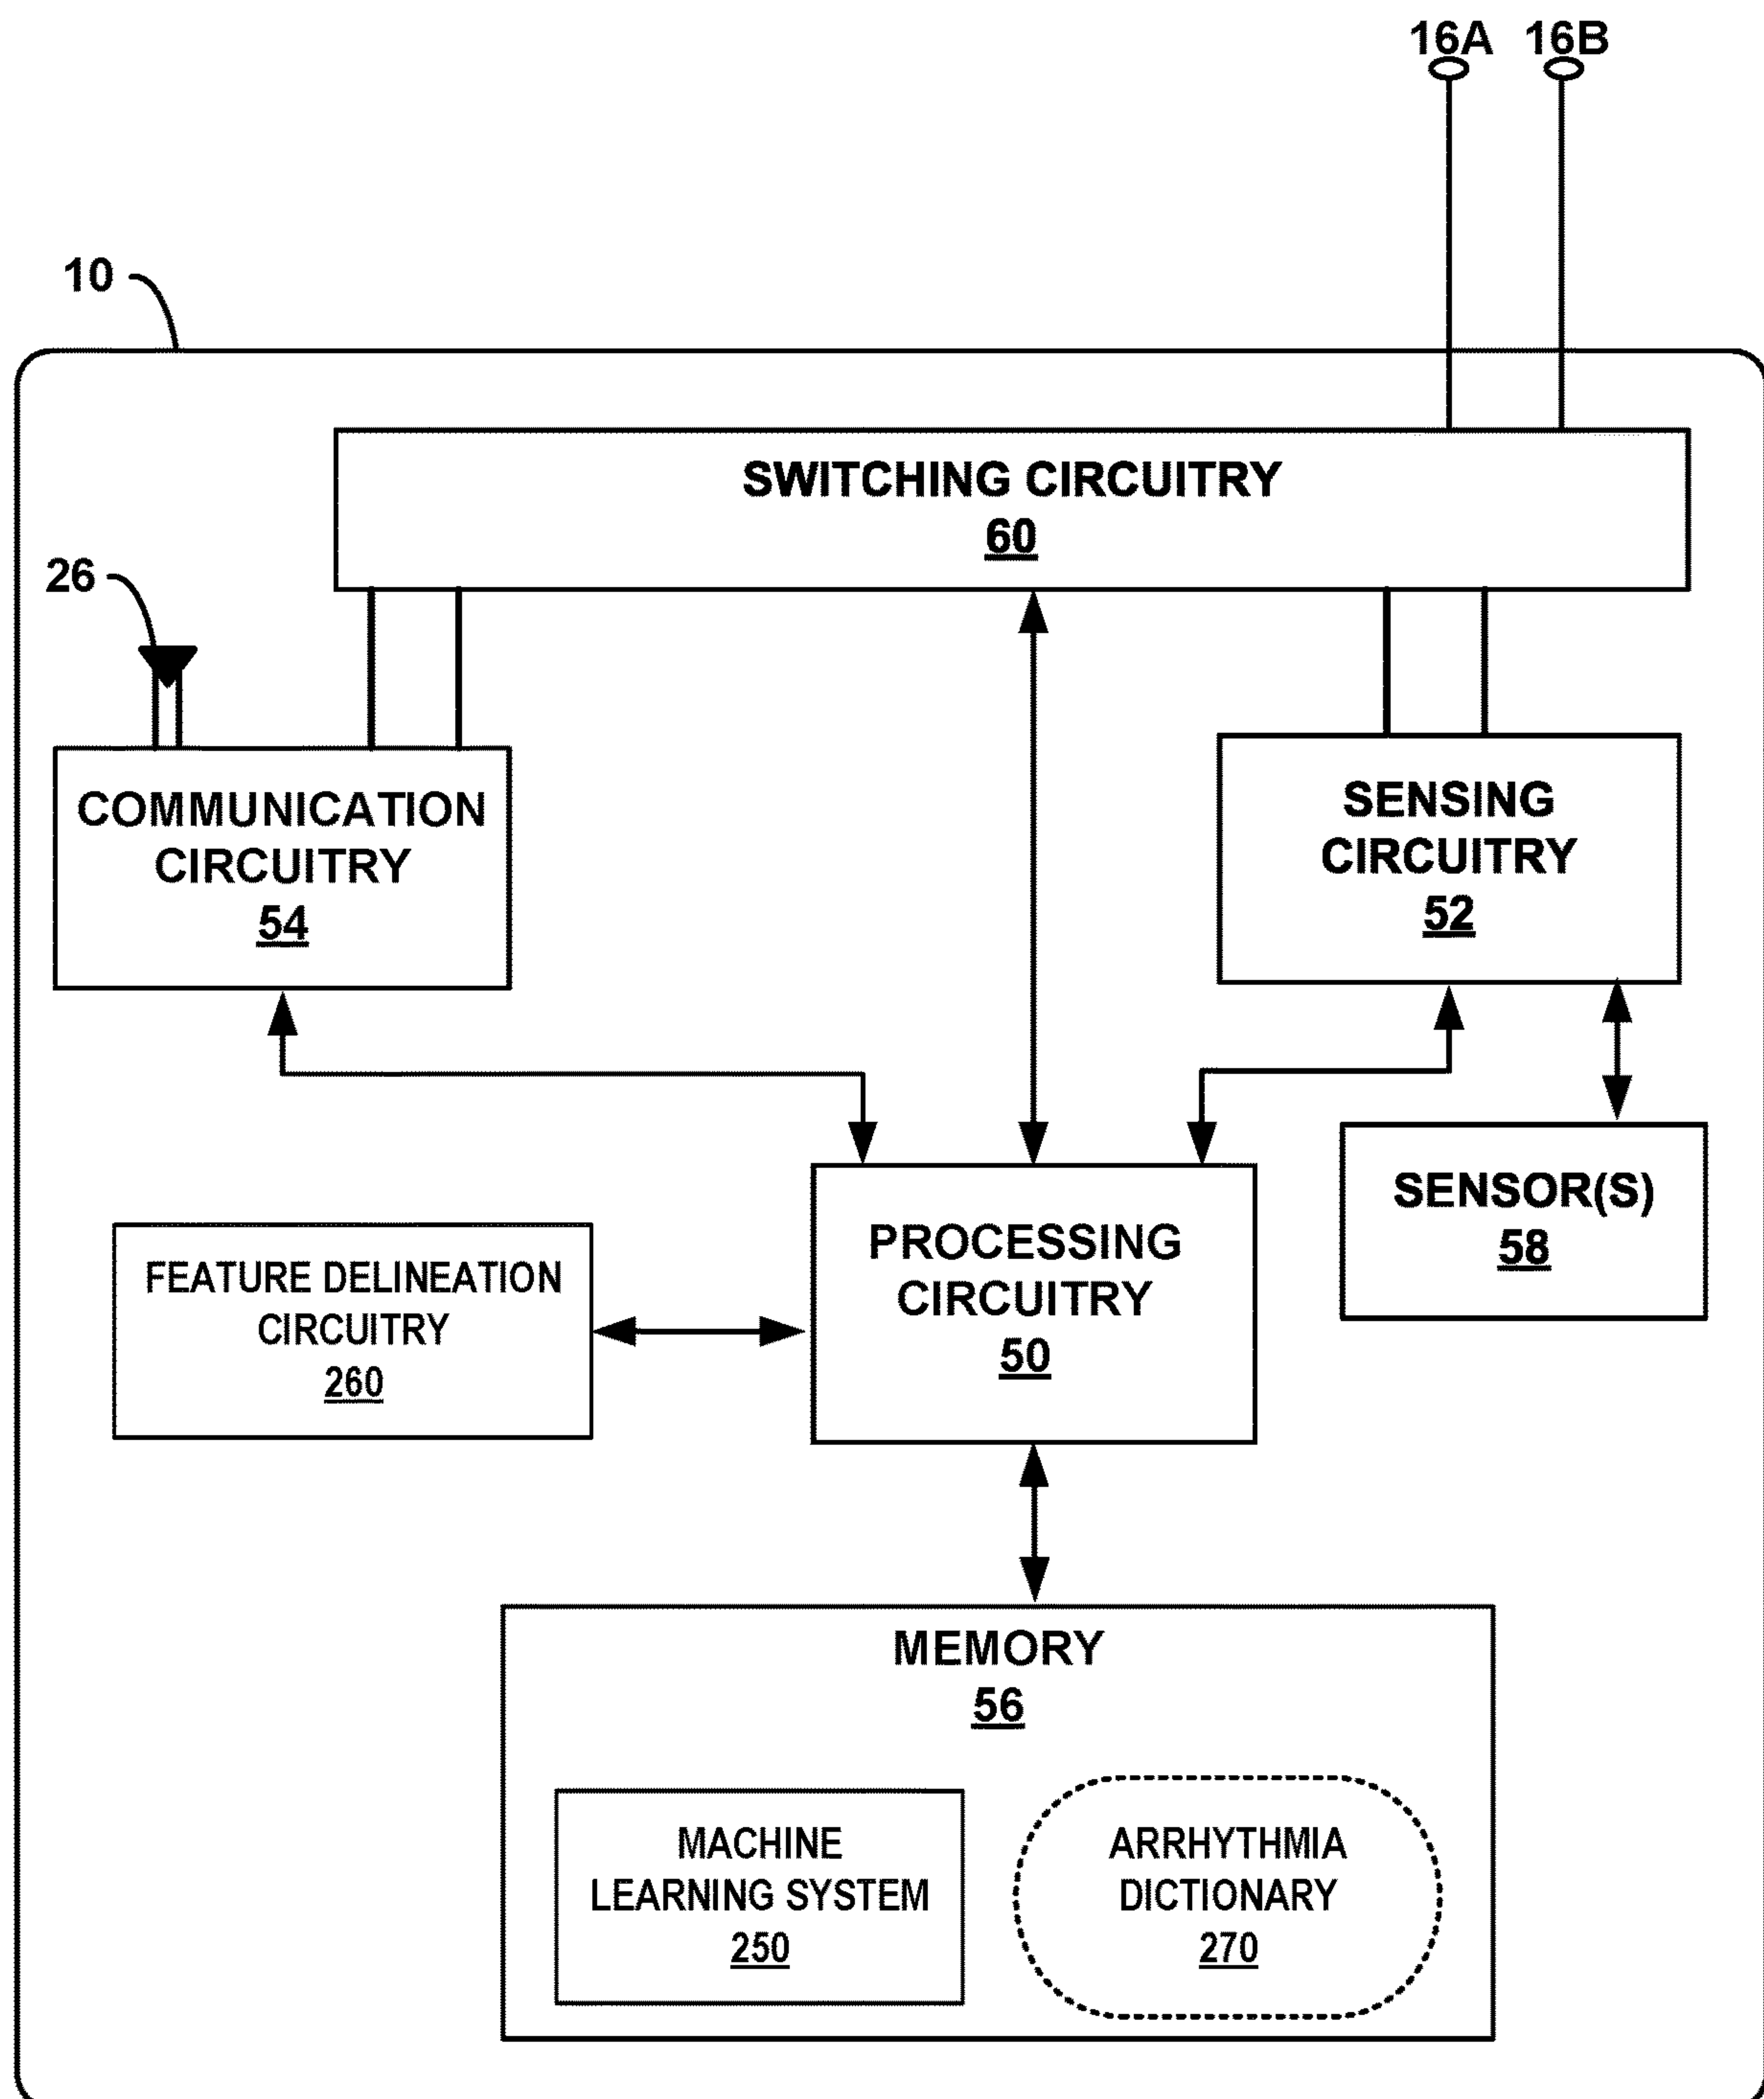 16A 16B
10
SWITCHING CIRCUITRY
60
26
COMMUNICATION
CIRCUITRY
54
SENSING
CIRCUITRY
52
SENSOR(S)
58
PROCESSING
CIRCUITRY
50
FEATURE DELINEATION
CIRCUITRY
260
MEMORY
56
MACHINE
LEARNING SYSTEM
250
ARRHYTHMIA
DICTIONARY
270